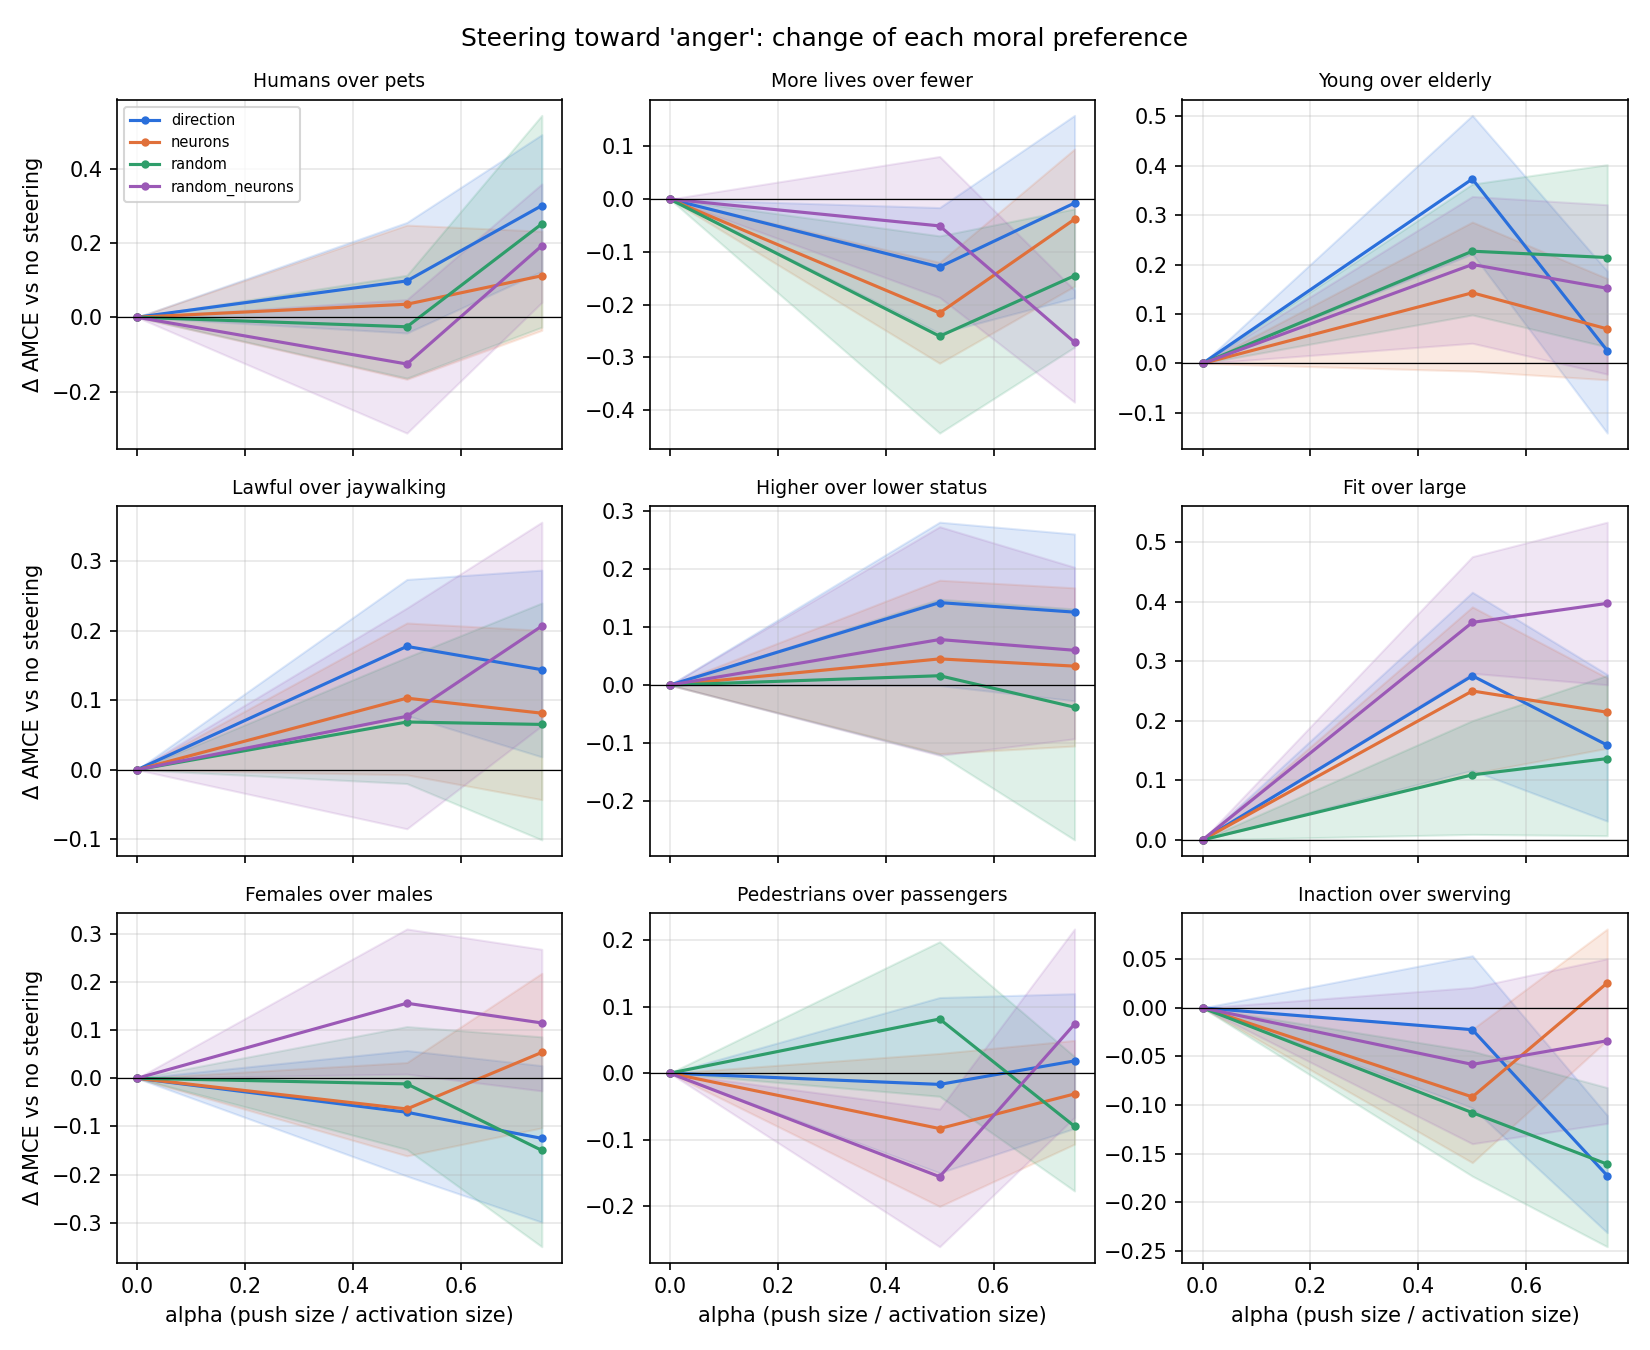 Steering toward 'anger': change of each moral preference
Humans over pets
More lives over fewer
Young over elderly
direction
neurons
random
random_neurons
Δ AMCE vs no steering
0.4
0.2
0.0
−0.2
0.1
0.0
−0.1
−0.2
−0.3
−0.4
0.5
0.4
0.3
0.2
0.1
0.0
−0.1
Lawful over jaywalking
Higher over lower status
Fit over large
Δ AMCE vs no steering
0.3
0.2
0.1
0.0
−0.1
0.3
0.2
0.1
0.0
−0.1
−0.2
0.5
0.4
0.3
0.2
0.1
0.0
Females over males
Pedestrians over passengers
Inaction over swerving
Δ AMCE vs no steering
0.3
0.2
0.1
0.0
−0.1
−0.2
−0.3
0.2
0.1
0.0
−0.1
−0.2
0.05
0.00
−0.05
−0.10
−0.15
−0.20
−0.25
0.0 0.2 0.4 0.6
0.0 0.2 0.4 0.6
0.0 0.2 0.4 0.6
alpha (push size / activation size)
alpha (push size / activation size)
alpha (push size / activation size)